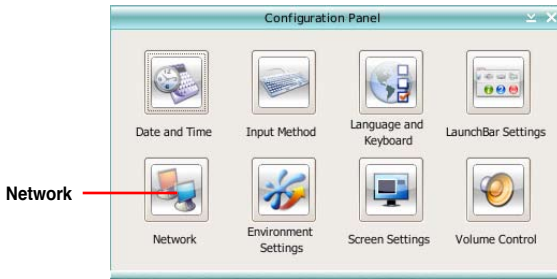 Configuration Panel
Date and Time
Input Method
Language and
Keyboard
LaunchBar Settings
Network
Network
Environment
Settings
Screen Settings
Volume Control